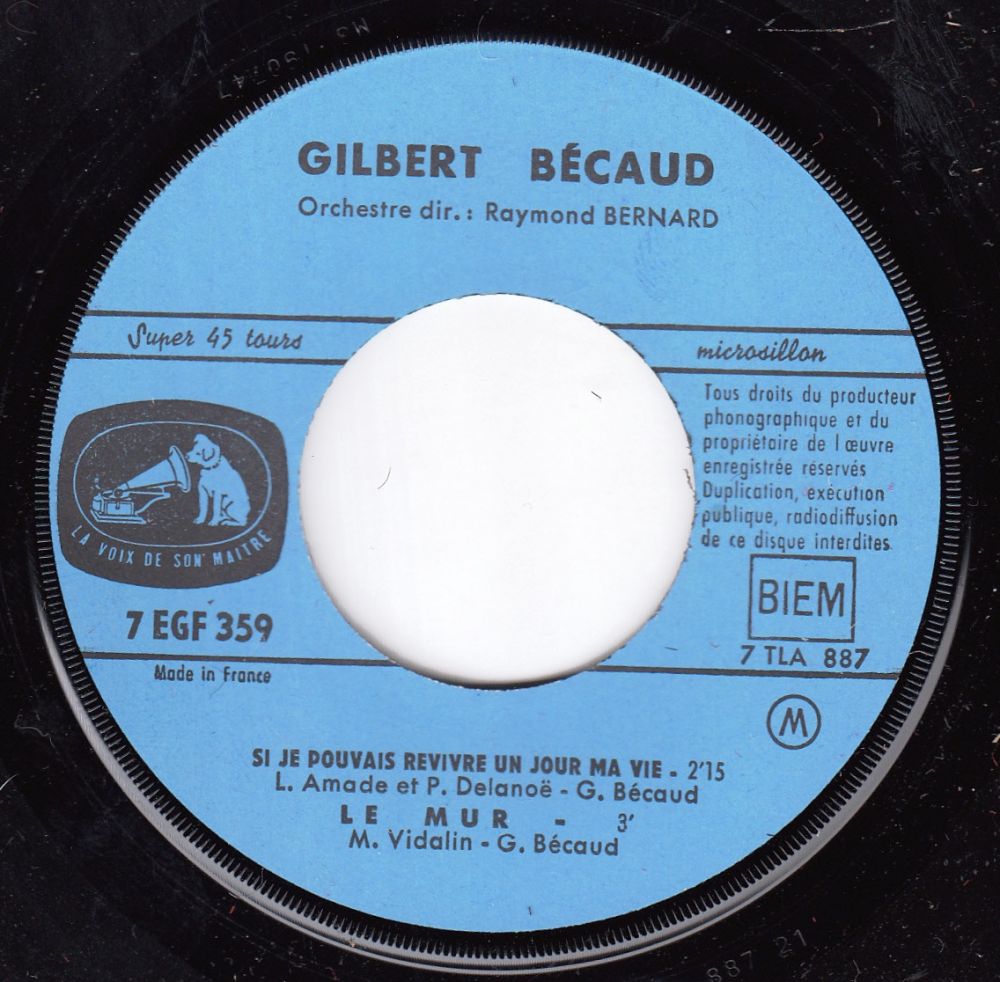 GILBERT BÉCAUD
Orchestre dir. : Raymond BERNARD
Super 45 tours
microsillon
Tous droits du producteur
phonographique et du
propriétaire de l œuvre
enregistrée réservés
Duplication, exécution
publique, radiodiffusion
de ce disque interdites
LA VOIX DE SON MAITRE
7 EGF 359
BIEM
7 TLA 887
Made in France
M
SI JE POUVAIS REVIVRE UN JOUR MA VIE - 2'15
L. Amade et P. Delanoë - G. Bécaud
LE MUR - 3'
M. Vidalin - G. Bécaud
887 21